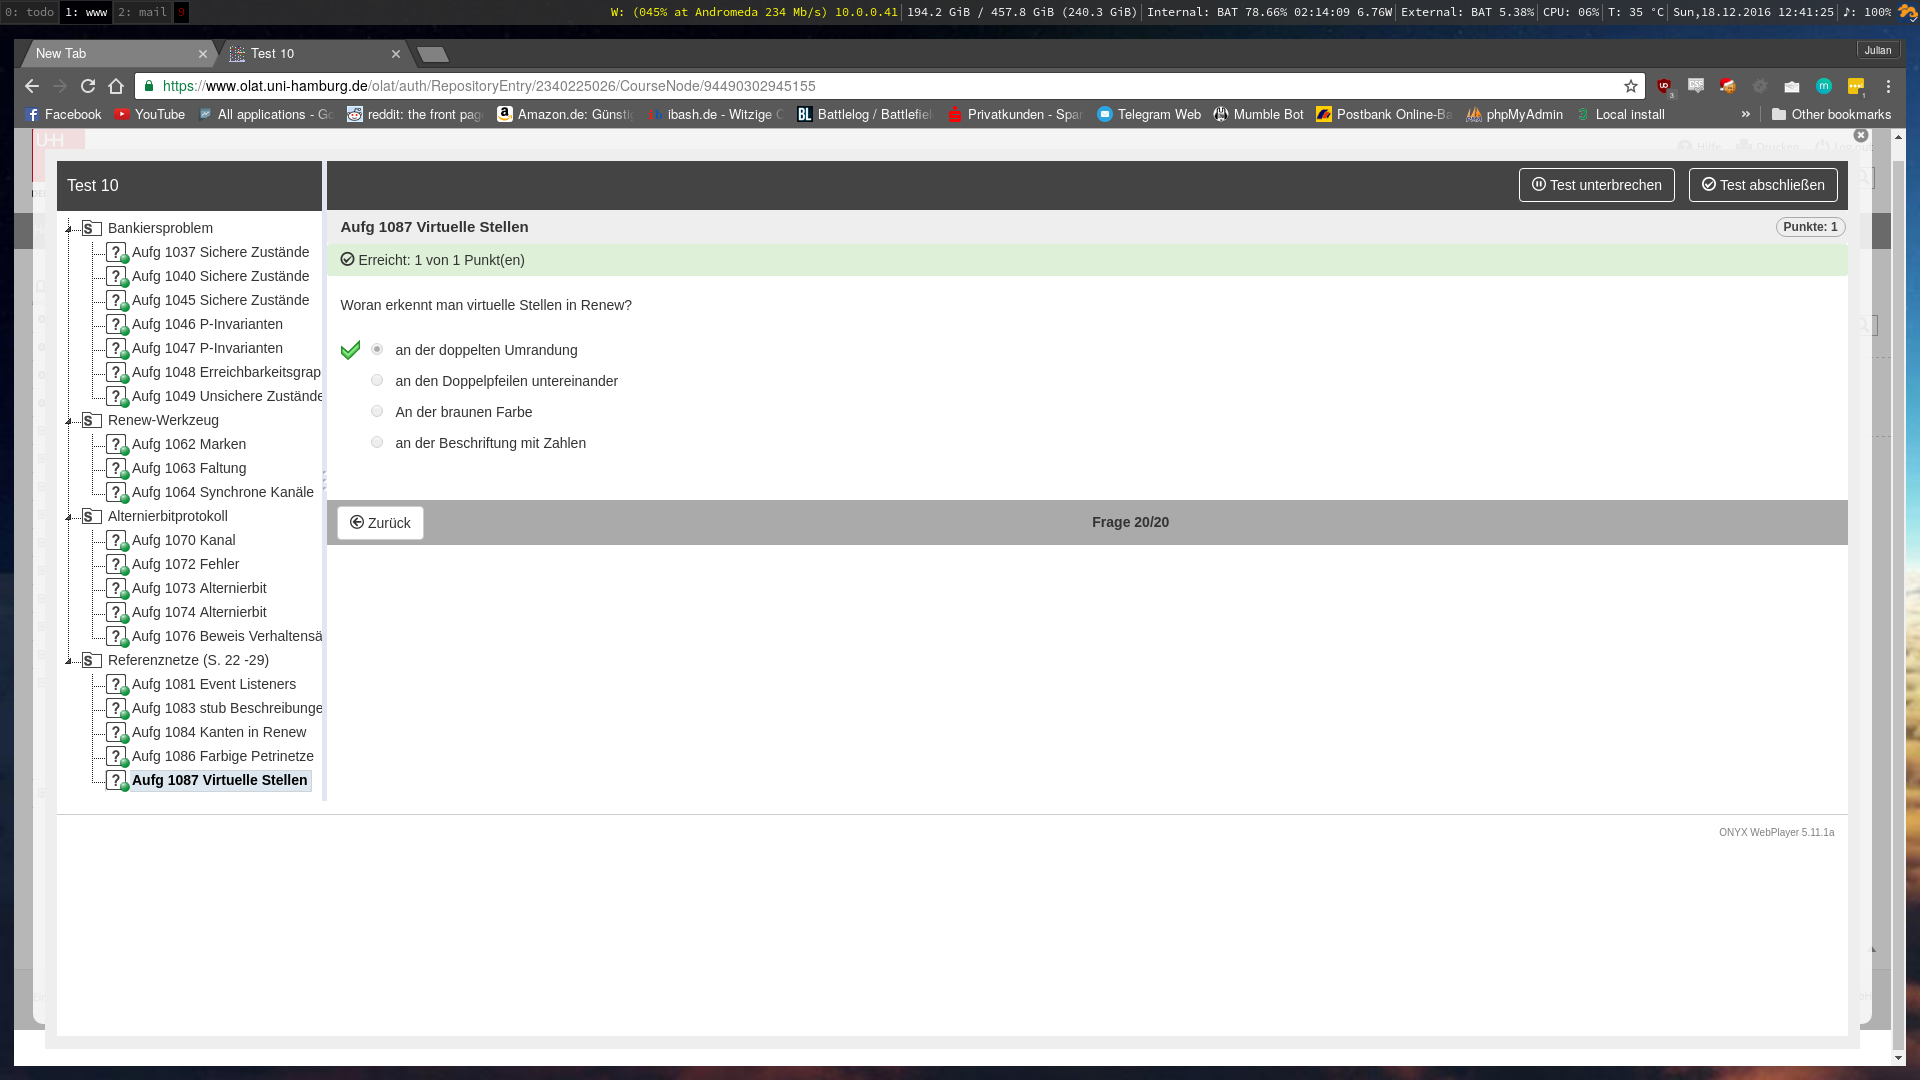 0: todo 1: www 2: mail 9 W: (045% at Andromeda 234 Mb/s) 10.0.0.41 194.2 GiB / 457.8 GiB (240.3 GiB) Internal: BAT 78.66% 02:14:09 6.76W External: BAT 5.38% CPU: 06% T: 35 °C Sun,18.12.2016 12:41:25 ♪: 100%
New Tab Test 10 Julian
https://www.olat.uni-hamburg.de/olat/auth/RepositoryEntry/2340225026/CourseNode/94490302945155
Facebook YouTube All applications - Go reddit: the front page Amazon.de: Günsti ibash.de - Witzige Battlelog / Battlefiel Privatkunden - Spar Telegram Web Mumble Bot Postbank Online-Ba phpMyAdmin Local install » Other bookmarks
Test 10
Test unterbrechen Test abschließen
Bankiersproblem
Aufg 1037 Sichere Zustände
Aufg 1040 Sichere Zustände
Aufg 1045 Sichere Zustände
Aufg 1046 P-Invarianten
Aufg 1047 P-Invarianten
Aufg 1048 Erreichbarkeitsgrap
Aufg 1049 Unsichere Zustände
Renew-Werkzeug
Aufg 1062 Marken
Aufg 1063 Faltung
Aufg 1064 Synchrone Kanäle
Alternierbitprotokoll
Aufg 1070 Kanal
Aufg 1072 Fehler
Aufg 1073 Alternierbit
Aufg 1074 Alternierbit
Aufg 1076 Beweis Verhaltensä
Referenznetze (S. 22 -29)
Aufg 1081 Event Listeners
Aufg 1083 stub Beschreibunge
Aufg 1084 Kanten in Renew
Aufg 1086 Farbige Petrinetze
Aufg 1087 Virtuelle Stellen
Aufg 1087 Virtuelle Stellen Punkte: 1
Erreicht: 1 von 1 Punkt(en)
Woran erkennt man virtuelle Stellen in Renew?
an der doppelten Umrandung
an den Doppelpfeilen untereinander
An der braunen Farbe
an der Beschriftung mit Zahlen
Zurück Frage 20/20
ONYX WebPlayer 5.11.1a